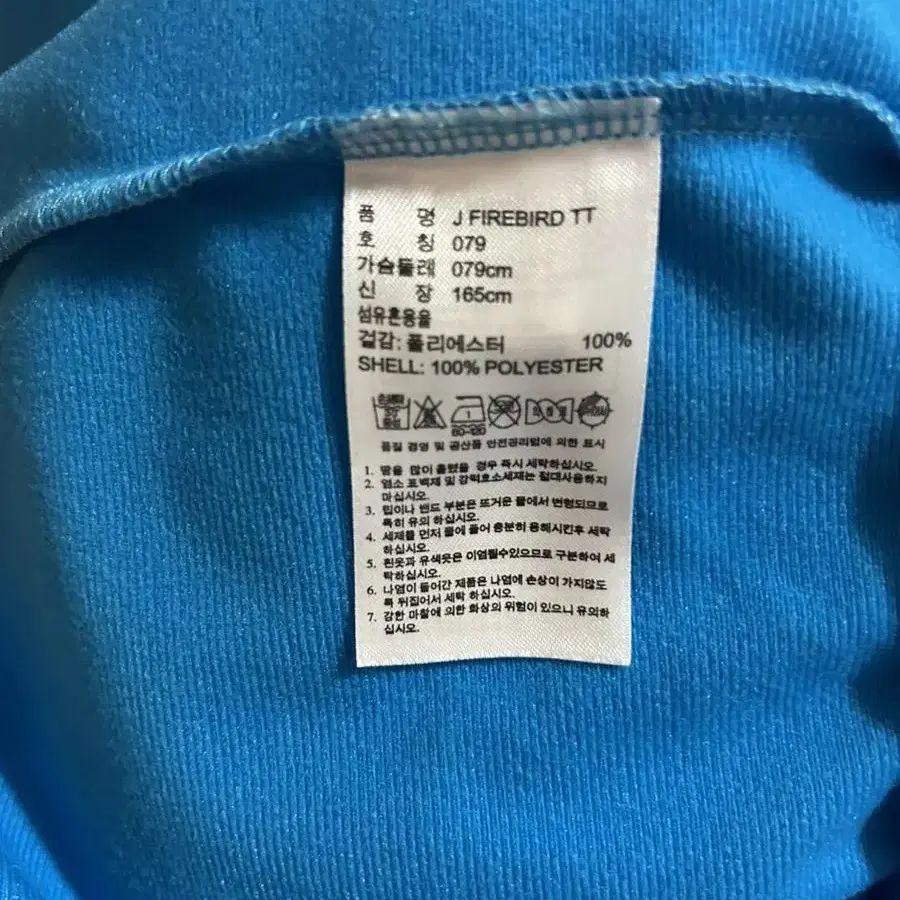 품 명 J FIREBIRD TT
호 칭 079
가슴둘레 079cm
신 장 165cm
섬유혼용율
겉감: 폴리에스터 100%
SHELL: 100% POLYESTER
손세탁
30
중성
80-120
품질 경영 및 공산품 안전관리법에 의한 표시
1. 땀을 많이 흘렸을 경우 즉시 세탁하십시오.
2. 염소 표백제 및 강력효소세제는 절대사용하지
마십시오.
3. 립이나 밴드 부분은 뜨거운 물에서 변형되므로
특히 유의 하십시오.
4. 세제를 먼저 물에 풀어 충분히 용해시킨후 세탁
하십시오.
5. 흰옷과 유색옷은 이염될수있으므로 구분하여 세
탁하십시오.
6. 나염이 들어간 제품은 나염에 손상이 가지않도
록 뒤집어서 세탁 하십시오.
7. 강한 마찰에 의한 화상의 위험이 있으니 유의하
십시오.